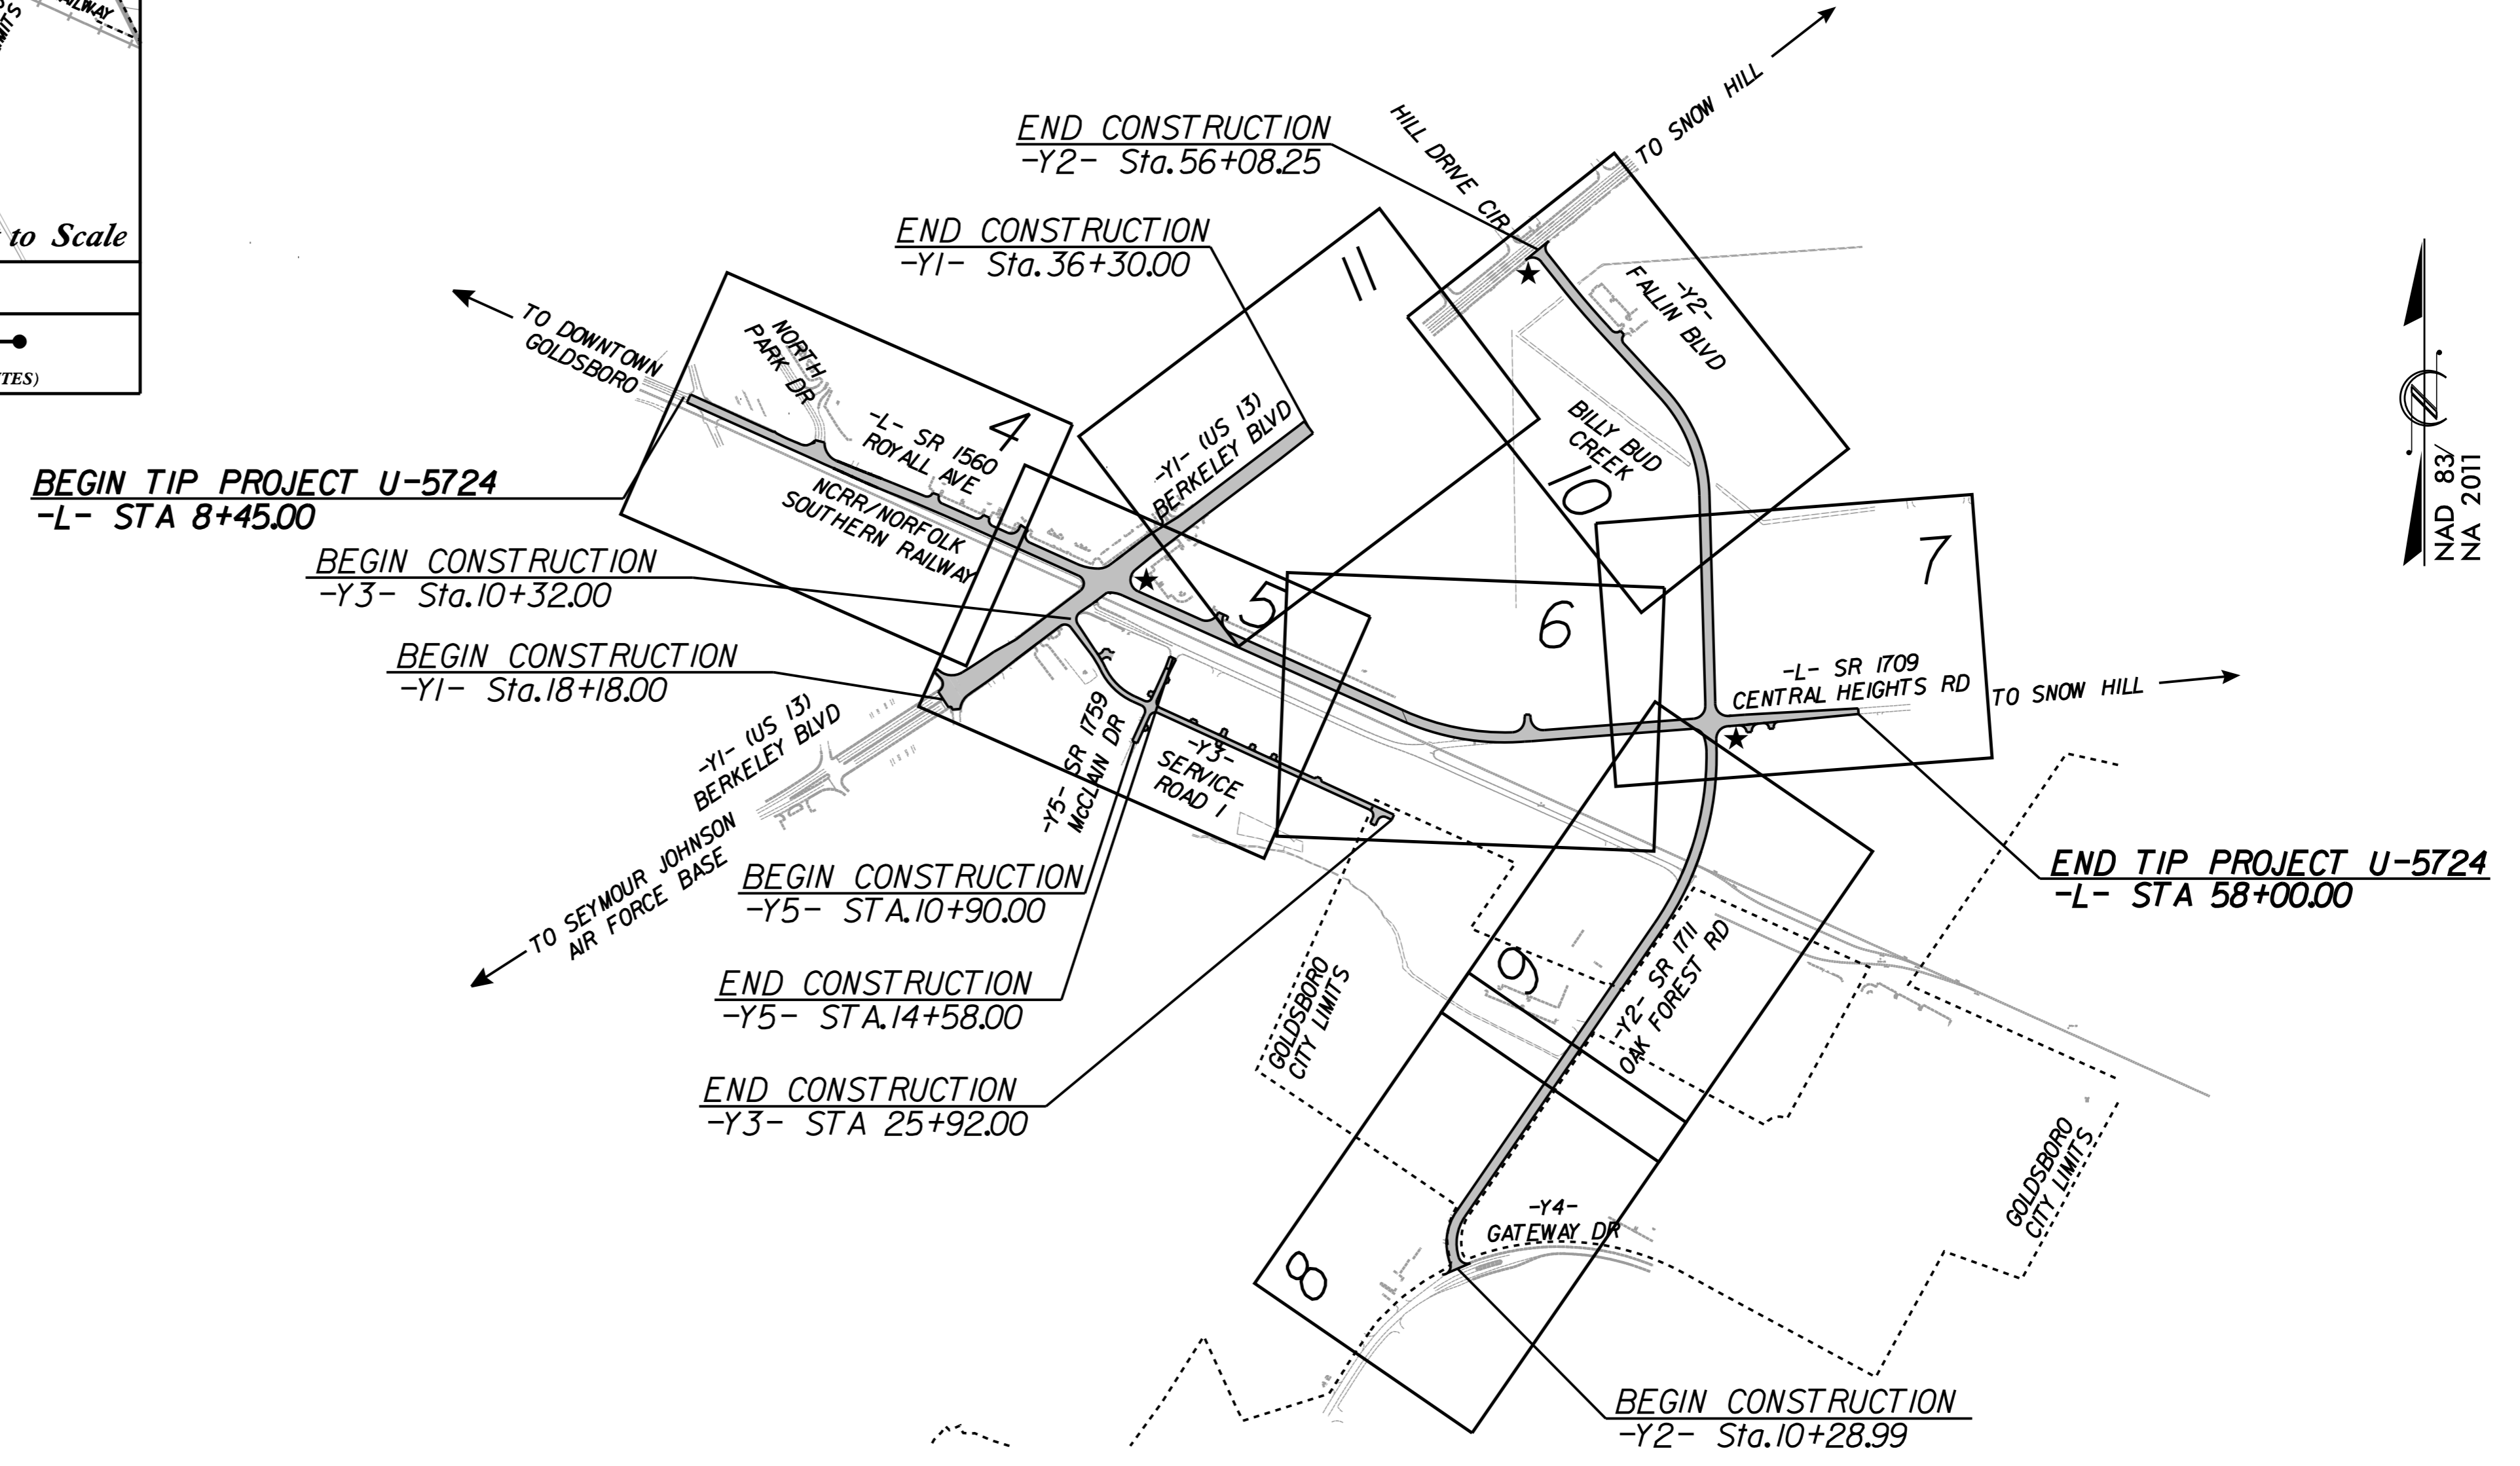 to Scale
TES)
RAILWAY
END CONSTRUCTION
-Y2- Sta.56+08.25
HILL DRIVE CIR
TO SNOW HILL
END CONSTRUCTION
-Y1- Sta.36+30.00
11
-Y2-
FALLIN BLVD
TO DOWNTOWN
GOLDSBORO
NORTH
PARK DR
4
-L- SR 1560
ROYALL AVE
-Y1- (US 13)
BERKELEY BLVD
BILLY BUD
CREEK
10
NAD 83/
NA 2011
BEGIN TIP PROJECT U-5724
-L- STA 8+45.00
NCRR/NORFOLK
SOUTHERN RAILWAY
BEGIN CONSTRUCTION
-Y3- Sta.10+32.00
5
6
7
BEGIN CONSTRUCTION
-Y1- Sta.18+18.00
-L- SR 1709
CENTRAL HEIGHTS RD
TO SNOW HILL
-Y1- (US 13)
BERKELEY BLVD
-Y5- SR 1759
MCCLAIN DR
-Y3-
SERVICE
ROAD 1
TO SEYMOUR JOHNSON
AIR FORCE BASE
BEGIN CONSTRUCTION
-Y5- STA.10+90.00
END TIP PROJECT U-5724
-L- STA 58+00.00
END CONSTRUCTION
-Y5- STA.14+58.00
GOLDSBORO
CITY LIMITS
9
-Y2- SR 1711
OAK FOREST RD
END CONSTRUCTION
-Y3- STA 25+92.00
GOLDSBORO
CITY LIMITS
-Y4-
GATEWAY DR
8
BEGIN CONSTRUCTION
-Y2- Sta.10+28.99